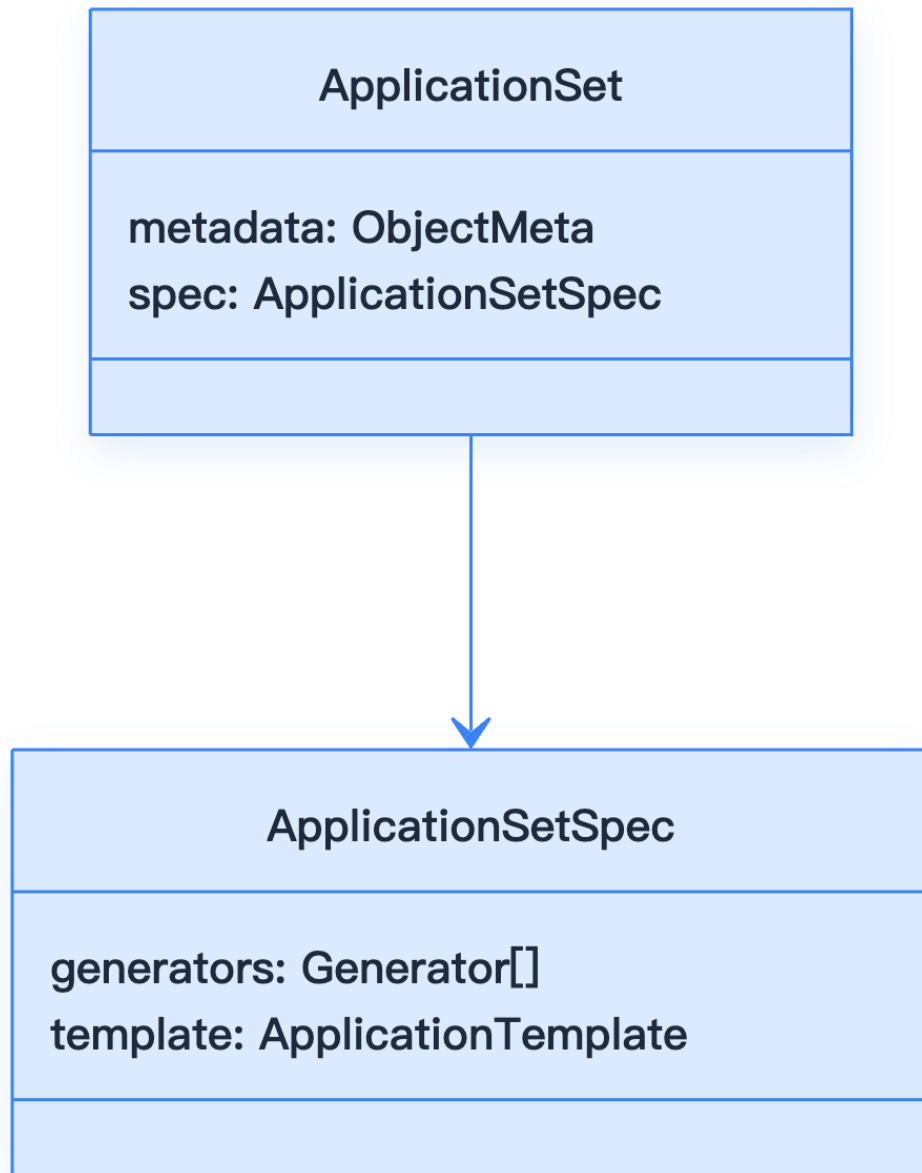 ApplicationSet
metadata: ObjectMeta
spec: ApplicationSetSpec
ApplicationSetSpec
generators: Generator[]
template: ApplicationTemplate